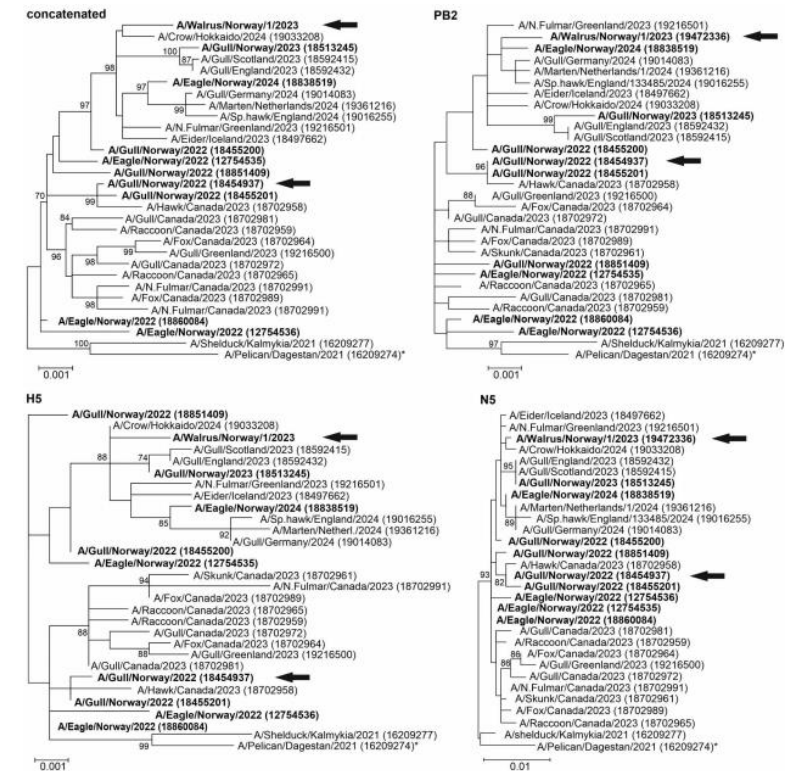 concatenated
A/Walrus/Norway/1/2023
A/Crow/Hokkaido/2024 (19033208)
A/Gull/Norway/2023 (18513245)
100
A/Gull/Scotland/2023 (18592415)
87
A/Gull/England/2023 (18592432)
98
A/Eagle/Norway/2024 (18838519)
97
A/Gull/Germany/2024 (19014083)
A/Marten/Netherlands/2024 (19361216)
99
A/Sp.hawk/England/2024 (19016255)
97
A/N.Fulmar/Greenland/2023 (19216501)
A/Eider/Iceland/2023 (18497662)
A/Gull/Norway/2022 (18455200)
A/Eagle/Norway/2022 (12754535)
A/Gull/Norway/2022 (18851409)
A/Gull/Norway/2022 (18454937)
70
A/Gull/Norway/2022 (18455201)
99
A/Hawk/Canada/2023 (18702958)
84
A/Gull/Canada/2023 (18702981)
A/Raccoon/Canada/2023 (18702959)
A/Fox/Canada/2023 (18702964)
96
99
A/Gull/Greenland/2023 (19216500)
98
A/Gull/Canada/2023 (18702972)
A/Raccoon/Canada/2023 (18702965)
A/N.Fulmar/Canada/2023 (18702991)
98
A/Fox/Canada/2023 (18702989)
A/N.Fulmar/Canada/2023 (18702991)
A/Eagle/Norway/2022 (18860084)
A/Eagle/Norway/2022 (12754536)
100
A/Shelduck/Kalmykia/2021 (16209277)
A/Pelican/Dagestan/2021 (16209274)*
0.001
PB2
A/N.Fulmar/Greenland/2023 (19216501)
A/Walrus/Norway/1/2023 (19472336)
A/Eagle/Norway/2024 (18838519)
A/Gull/Germany/2024 (19014083)
A/Marten/Netherlands/1/2024 (19361216)
A/Sp.hawk/England/133485/2024 (19016255)
A/Eider/Iceland/2023 (18497662)
A/Crow/Hokkaido/2024 (19033208)
A/Gull/Norway/2023 (18513245)
99
A/Gull/England/2023 (18592432)
A/Gull/Scotland/2023 (18592415)
A/Gull/Norway/2022 (18455200)
A/Gull/Norway/2022 (18454937)
96
A/Gull/Norway/2022 (18455201)
A/Hawk/Canada/2023 (18702958)
88
A/Gull/Greenland/2023 (19216500)
A/Fox/Canada/2023 (18702964)
A/Gull/Canada/2023 (18702972)
A/N.Fulmar/Canada/2023 (18702991)
A/Fox/Canada/2023 (18702989)
A/Skunk/Canada/2023 (18702961)
A/Gull/Norway/2022 (18851409)
A/Eagle/Norway/2022 (12754535)
A/Raccoon/Canada/2023 (18702965)
A/Gull/Canada/2023 (18702981)
A/Raccoon/Canada/2023 (18702959)
A/Eagle/Norway/2022 (18860084)
A/Eagle/Norway/2022 (12754536)
97
A/Shelduck/Kalmykia/2021 (16209277)
A/Pelican/Dagestan/2021 (16209274)*
0.001
H5
A/Gull/Norway/2022 (18851409)
A/Crow/Hokkaido/2024 (19033208)
A/Walrus/Norway/1/2023
A/Gull/Scotland/2023 (18592415)
88
74
A/Gull/England/2023 (18592432)
A/Gull/Norway/2023 (18513245)
A/N.Fulmar/Greenland/2023 (19216501)
A/Eider/Iceland/2023 (18497662)
A/Eagle/Norway/2024 (18838519)
85
A/Sp.hawk/England/2024 (19016255)
A/Marten/Netherl./2024 (19361216)
92
A/Gull/Germany/2024 (19014083)
A/Gull/Norway/2022 (18455200)
A/Eagle/Norway/2022 (12754535)
A/Skunk/Canada/2023 (18702961)
94
A/N.Fulmar/Canada/2023 (18702991)
A/Fox/Canada/2023 (18702989)
A/Raccoon/Canada/2023 (18702965)
A/Raccoon/Canada/2023 (18702959)
88
A/Gull/Canada/2023 (18702972)
A/Fox/Canada/2023 (18702964)
88
A/Gull/Greenland/2023 (19216500)
A/Gull/Canada/2023 (18702981)
A/Gull/Norway/2022 (18454937)
A/Hawk/Canada/2023 (18702958)
A/Gull/Norway/2022 (18455201)
A/Eagle/Norway/2022 (12754536)
A/Eagle/Norway/2022 (18860084)
A/Shelduck/Kalmykia/2021 (16209277)
99
A/Pelican/Dagestan/2021 (16209274)*
0.001
N5
A/Eider/Iceland/2023 (18497662)
A/N.Fulmar/Greenland/2023 (19216501)
A/Walrus/Norway/1/2023 (19472336)
A/Crow/Hokkaido/2024 (19033208)
A/Gull/England/2023 (18592432)
95
A/Gull/Scotland/2023 (18592415)
A/Gull/Norway/2023 (18513245)
A/Eagle/Norway/2024 (18838519)
A/Marten/Netherlands/1/2024 (19361216)
A/Sp.hawk/England/133485/2024 (19016255)
89
A/Gull/Germany/2024 (19014083)
A/Gull/Norway/2022 (18455200)
A/Gull/Norway/2022 (18851409)
A/Hawk/Canada/2023 (18702958)
93
A/Gull/Norway/2022 (18454937)
82
A/Gull/Norway/2022 (18455201)
A/Eagle/Norway/2022 (12754536)
A/Eagle/Norway/2022 (12754535)
A/Eagle/Norway/2022 (18860084)
A/Gull/Canada/2023 (18702981)
A/Raccoon/Canada/2023 (18702959)
86
A/Fox/Canada/2023 (18702964)
86
A/Gull/Greenland/2023 (19216500)
A/Gull/Canada/2023 (18702972)
A/N.Fulmar/Canada/2023 (18702991)
A/Skunk/Canada/2023 (18702961)
A/Fox/Canada/2023 (18702989)
A/Raccoon/Canada/2023 (18702965)
A/shelduck/Kalmykia/2021 (16209277)
A/Pelican/Dagestan/2021 (16209274)*
0.01